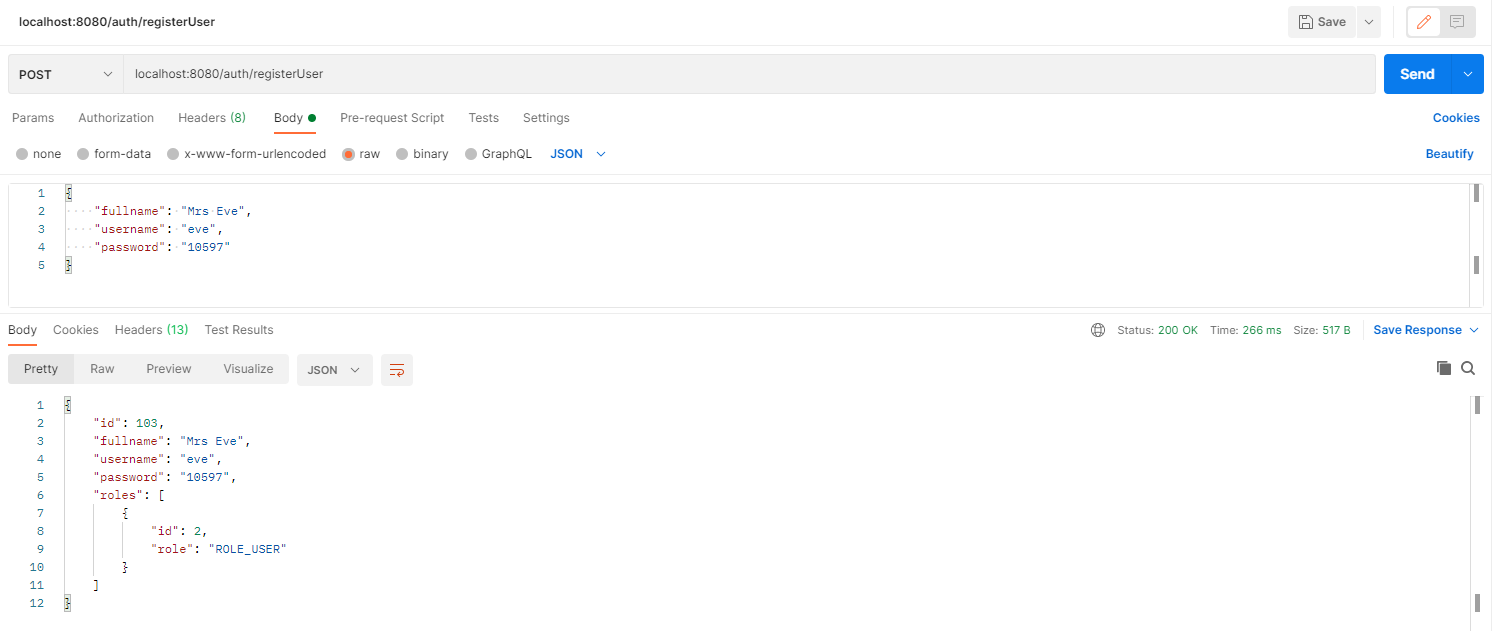 localhost:8080/auth/registerUser
Save
POST
localhost:8080/auth/registerUser
Send
Params Authorization Headers (8) Body Pre-request Script Tests Settings Cookies
none form-data x-www-form-urlencoded raw binary GraphQL JSON Beautify
1 {
2 "fullname": "Mrs Eve",
3 "username": "eve",
4 "password": "10597"
5 }
Body Cookies Headers (13) Test Results Status: 200 OK Time: 266 ms Size: 517 B Save Response
Pretty Raw Preview Visualize JSON
1 {
2 "id": 103,
3 "fullname": "Mrs Eve",
4 "username": "eve",
5 "password": "10597",
6 "roles": [
7 {
8 "id": 2,
9 "role": "ROLE_USER"
10 }
11 ]
12 }